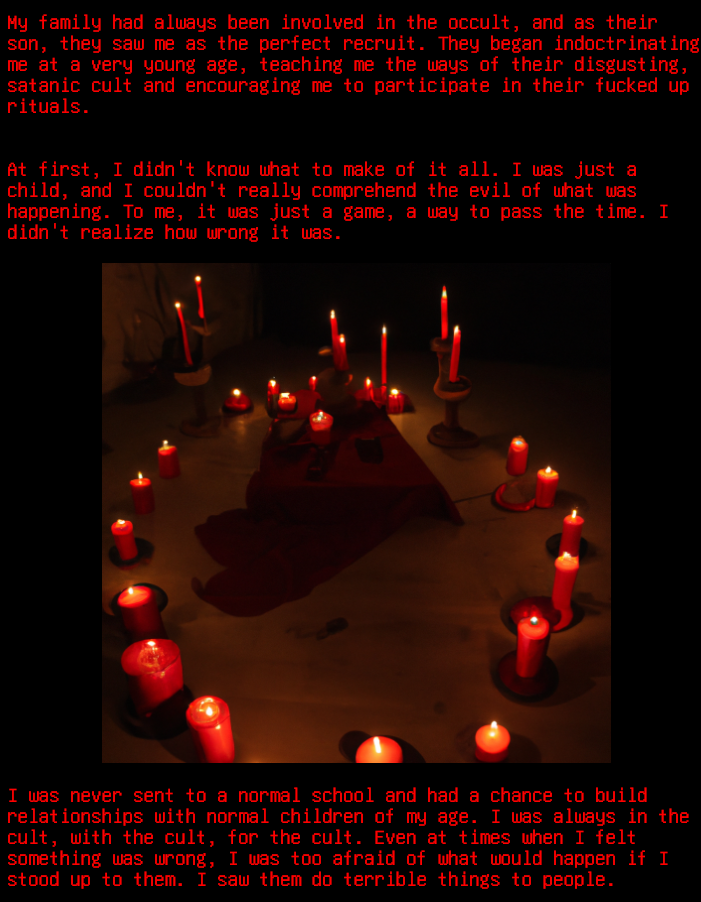 My family had always been involved in the occult, and as their
son, they saw me as the perfect recruit. They began indoctrinating
me at a very young age, teaching me the ways of their disgusting,
satanic cult and encouraging me to participate in their fucked up
rituals.
At first, I didn't know what to make of it all. I was just a
child, and I couldn't really comprehend the evil of what was
happening. To me, it was just a game, a way to pass the time. I
didn't realize how wrong it was.
I was never sent to a normal school and had a chance to build
relationships with normal children of my age. I was always in the
cult, with the cult, for the cult. Even at times when I felt
something was wrong, I was too afraid of what would happen if I
stood up to them. I saw them do terrible things to people.